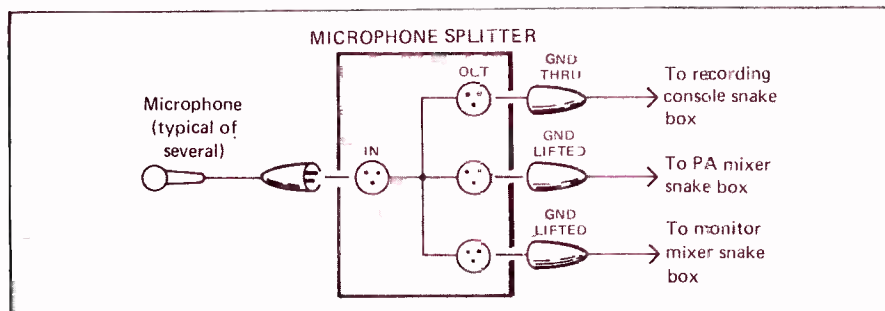 MICROPHONE SPLITTER
Microphone
(typical of
several)
IN
OUT
GND
THRU
To recording
console snake
box
GND
LIFTED
To PA mixer
snake box
GND
LIFTED
To monitor
mixer snake
box